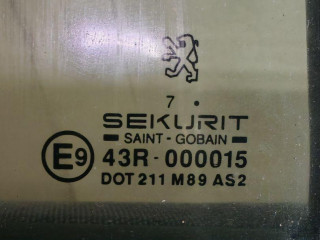 7 .
SEKURIT
SAINT - GOBAIN
E9 43R - 000015
DOT 211 M89 AS2